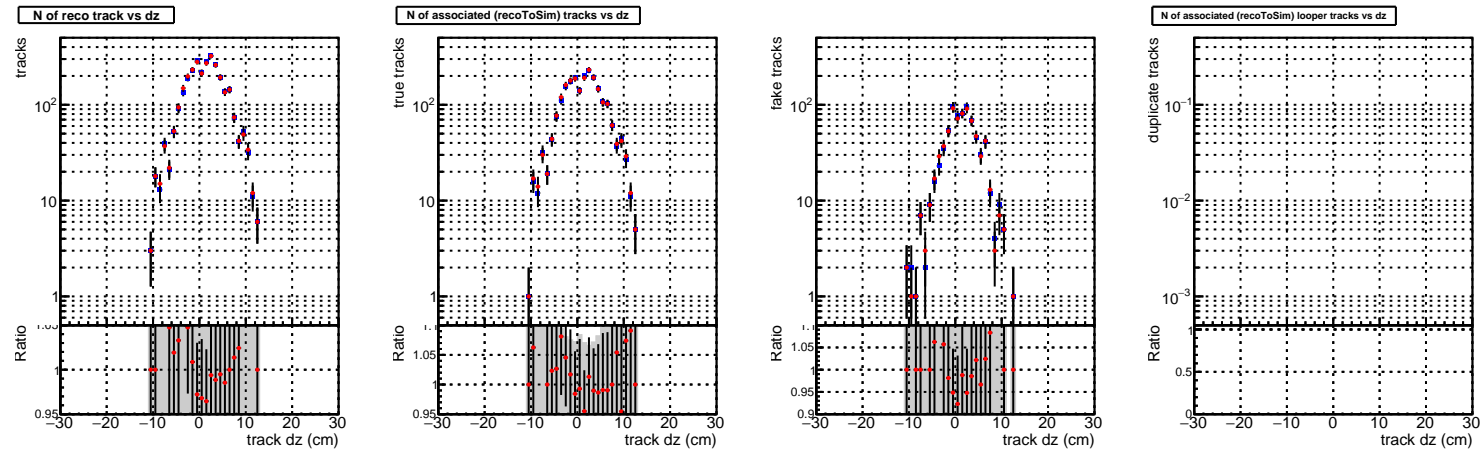 N of reco track vs dz
tracks
10²
10
1
Ratio
1
0.95
−30 −20 −10 0 10 20 30
track dz (cm)
N of associated (recoToSim) tracks vs dz
true tracks
10²
10
1
Ratio
1.1
1.05
1
0.95
−30 −20 −10 0 10 20 30
track dz (cm)
fake tracks
10²
10
1
Ratio
1.1
1.05
1
0.95
0.9
−30 −20 −10 0 10 20 30
track dz (cm)
N of associated (recoToSim) looper tracks vs dz
duplicate tracks
10⁻¹
10⁻²
10⁻³
Ratio
1
0.5
0
−30 −20 −10 0 10 20 30
track dz (cm)